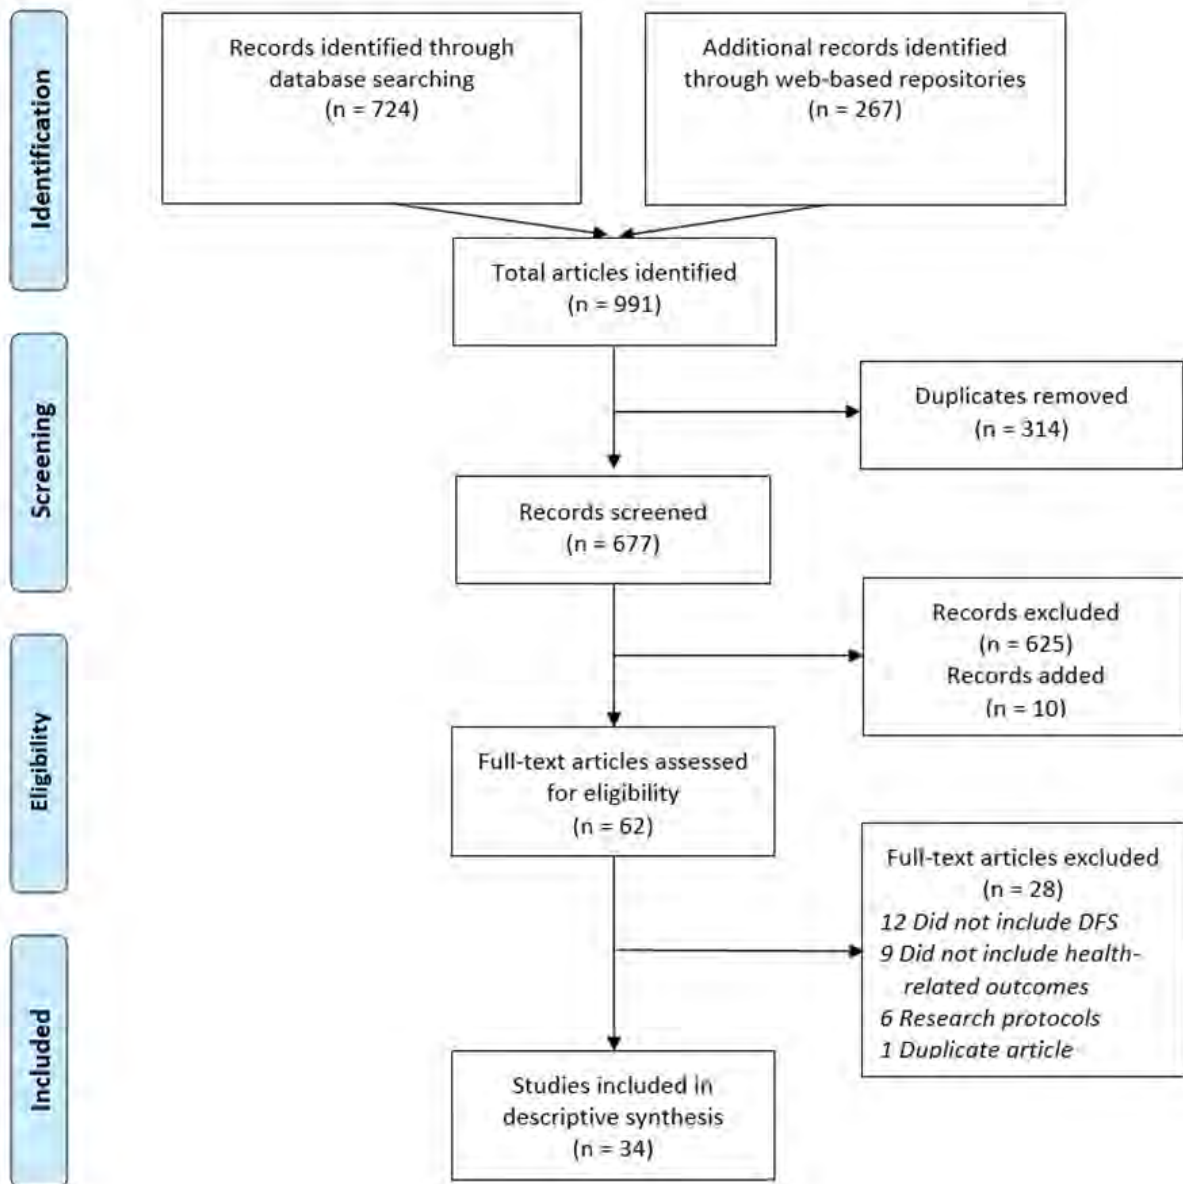 Identification
Records identified through
database searching
(n = 724)
Additional records identified
through web-based repositories
(n = 267)
Total articles identified
(n = 991)
Screening
Duplicates removed
(n = 314)
Records screened
(n = 677)
Records excluded
(n = 625)
Records added
(n = 10)
Eligibility
Full-text articles assessed
for eligibility
(n = 62)
Full-text articles excluded
(n = 28)
12 Did not include DFS
9 Did not include health-
related outcomes
6 Research protocols
1 Duplicate article
Included
Studies included in
descriptive synthesis
(n = 34)